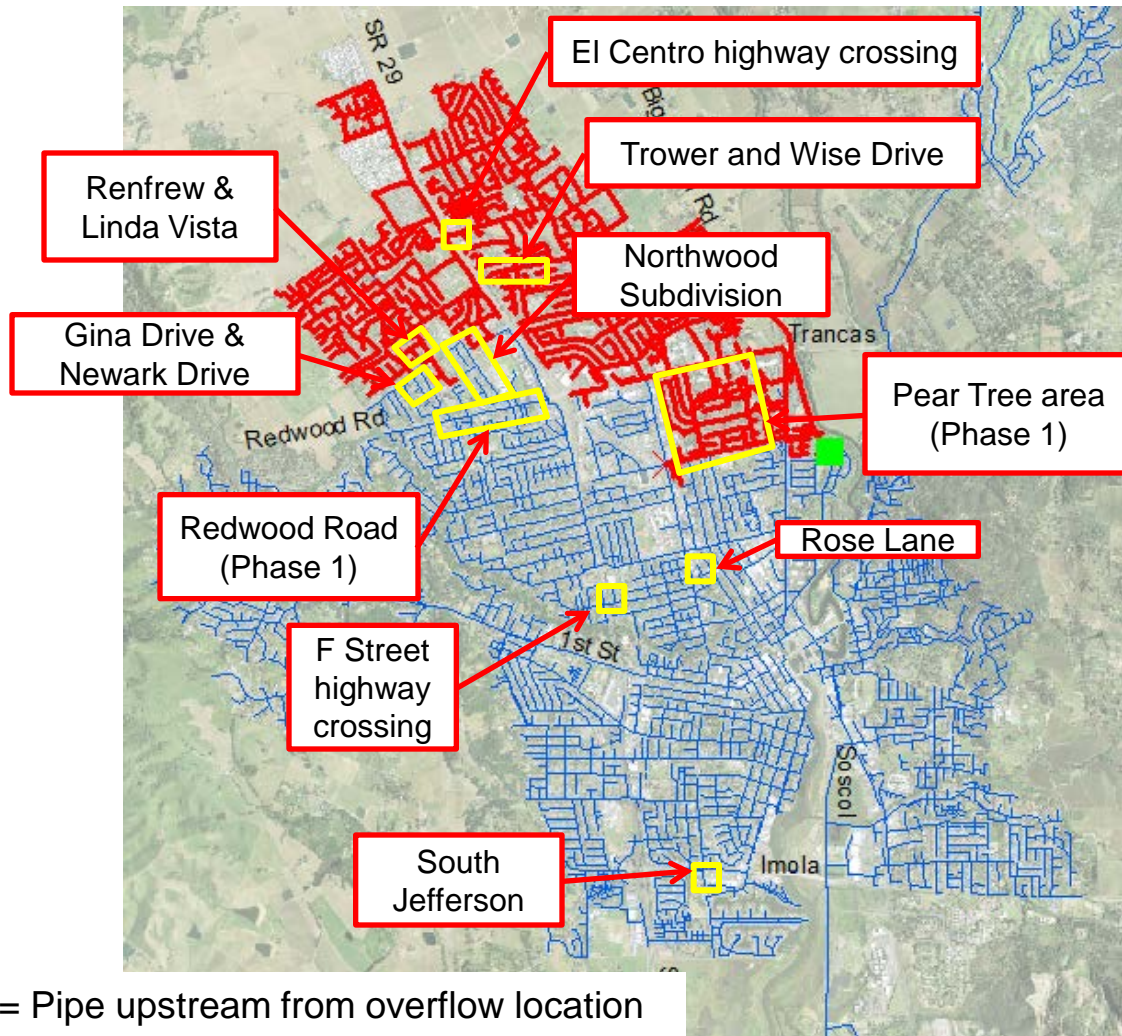 El Centro highway crossing
SR 29
Big
Rd
Trower and Wise Drive
Renfrew &
Linda Vista
Northwood
Subdivision
Gina Drive &
Newark Drive
Trancas
Pear Tree area
(Phase 1)
Redwood Rd
Redwood Road
(Phase 1)
Rose Lane
F Street
highway
crossing
1st St
Soscol
South
Jefferson
Imola
= Pipe upstream from overflow location